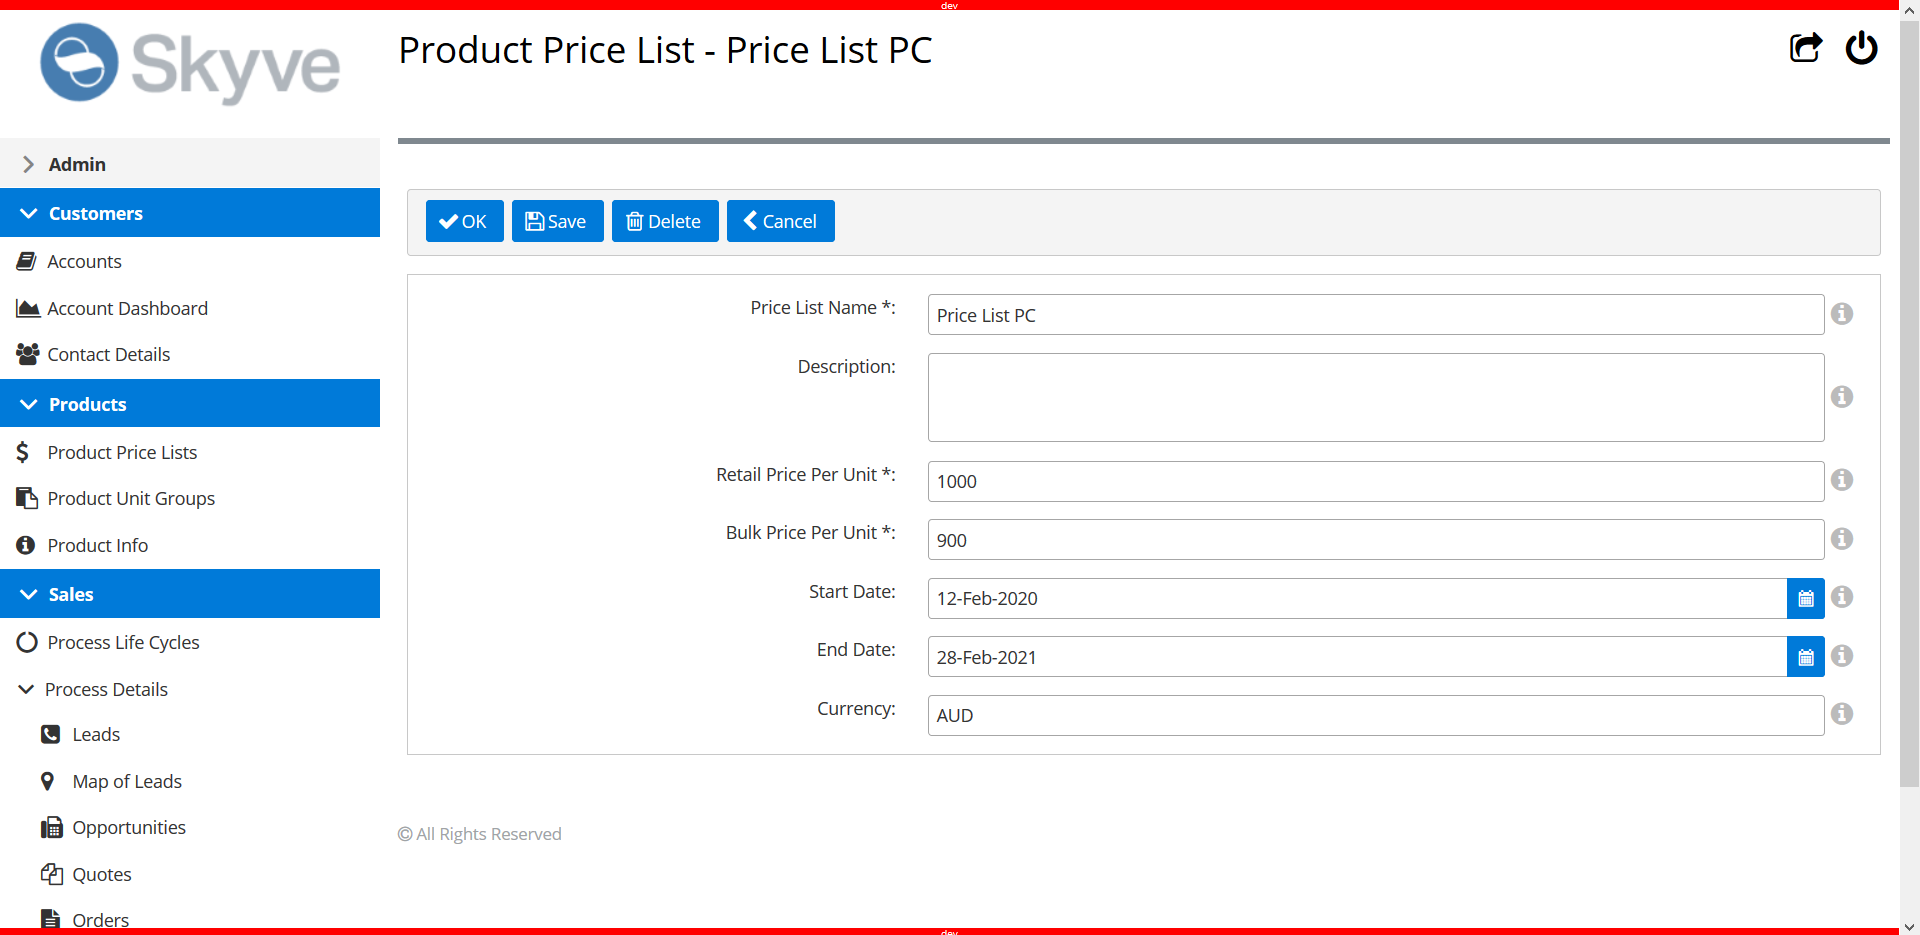 dev
Skyve
Product Price List - Price List PC
Admin
Customers
Accounts
Account Dashboard
Contact Details
Products
Product Price Lists
Product Unit Groups
Product Info
Sales
Process Life Cycles
Process Details
Leads
Map of Leads
Opportunities
Quotes
Orders
OK Save Delete Cancel
Price List Name *: Price List PC
Description:
Retail Price Per Unit *: 1000
Bulk Price Per Unit *: 900
Start Date: 12-Feb-2020
End Date: 28-Feb-2021
Currency: AUD
© All Rights Reserved
dev